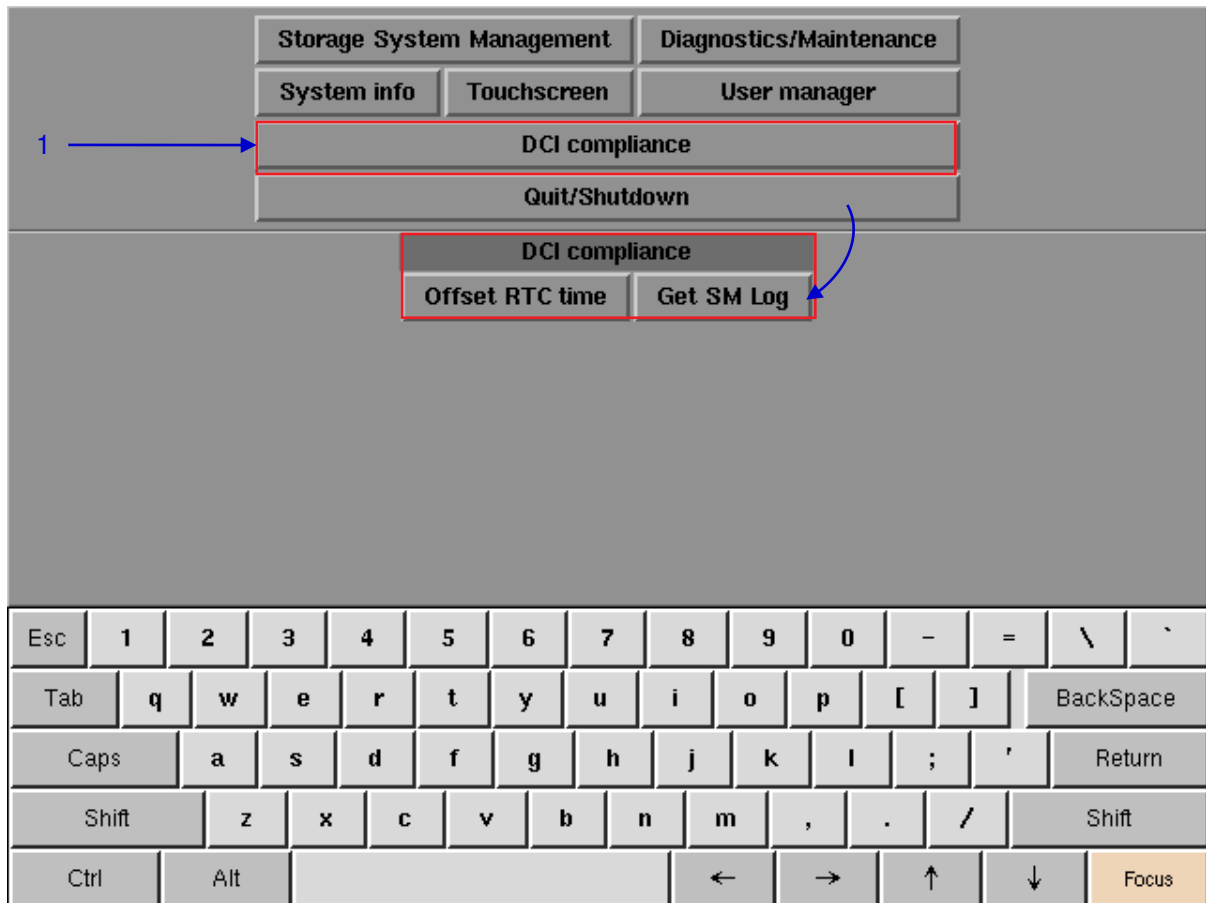 Storage System Management Diagnostics/Maintenance
System info Touchscreen User manager
1 DCI compliance
Quit/Shutdown
DCI compliance
Offset RTC time Get SM Log
Esc 1 2 3 4 5 6 7 8 9 0 - = \ `
Tab q w e r t y u i o p [ ] BackSpace
Caps a s d f g h j k l ; ' Return
Shift z x c v b n m , . / Shift
Ctrl Alt ← → ↑ ↓ Focus